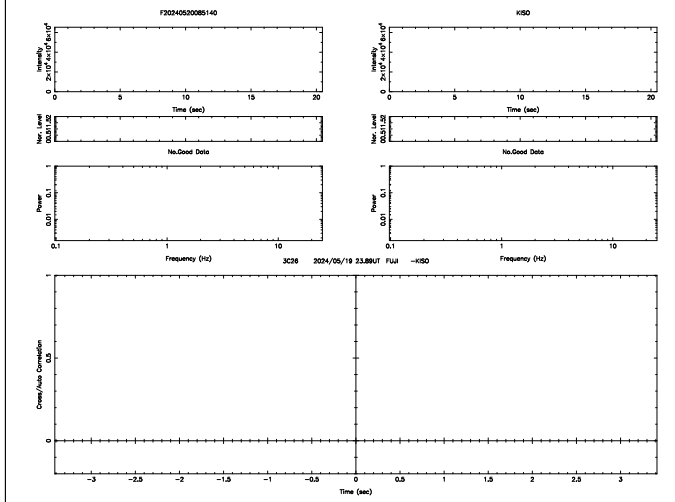 F20240520085140
KISO
Intensity
0 2×10⁴ 4×10⁴ 6×10⁴
0 5 10 15 20
Time (sec)
Intensity
0 2×10⁴ 4×10⁴ 6×10⁴
0 5 10 15 20
Time (sec)
Nor. Level
00.511.52
Nor. Level
00.511.52
No.Good Data
No.Good Data
Power
0.01 0.1 1
0.1 1 10
Frequency (Hz)
Power
0.01 0.1 1
0.1 1 10
Frequency (Hz)
3C26 2024/05/19 23.89UT FUJI -KISO
Cross/Auto Correlation
0 0.5 1
-3 -2.5 -2 -1.5 -1 -0.5 0 0.5 1 1.5 2 2.5 3
Time (sec)